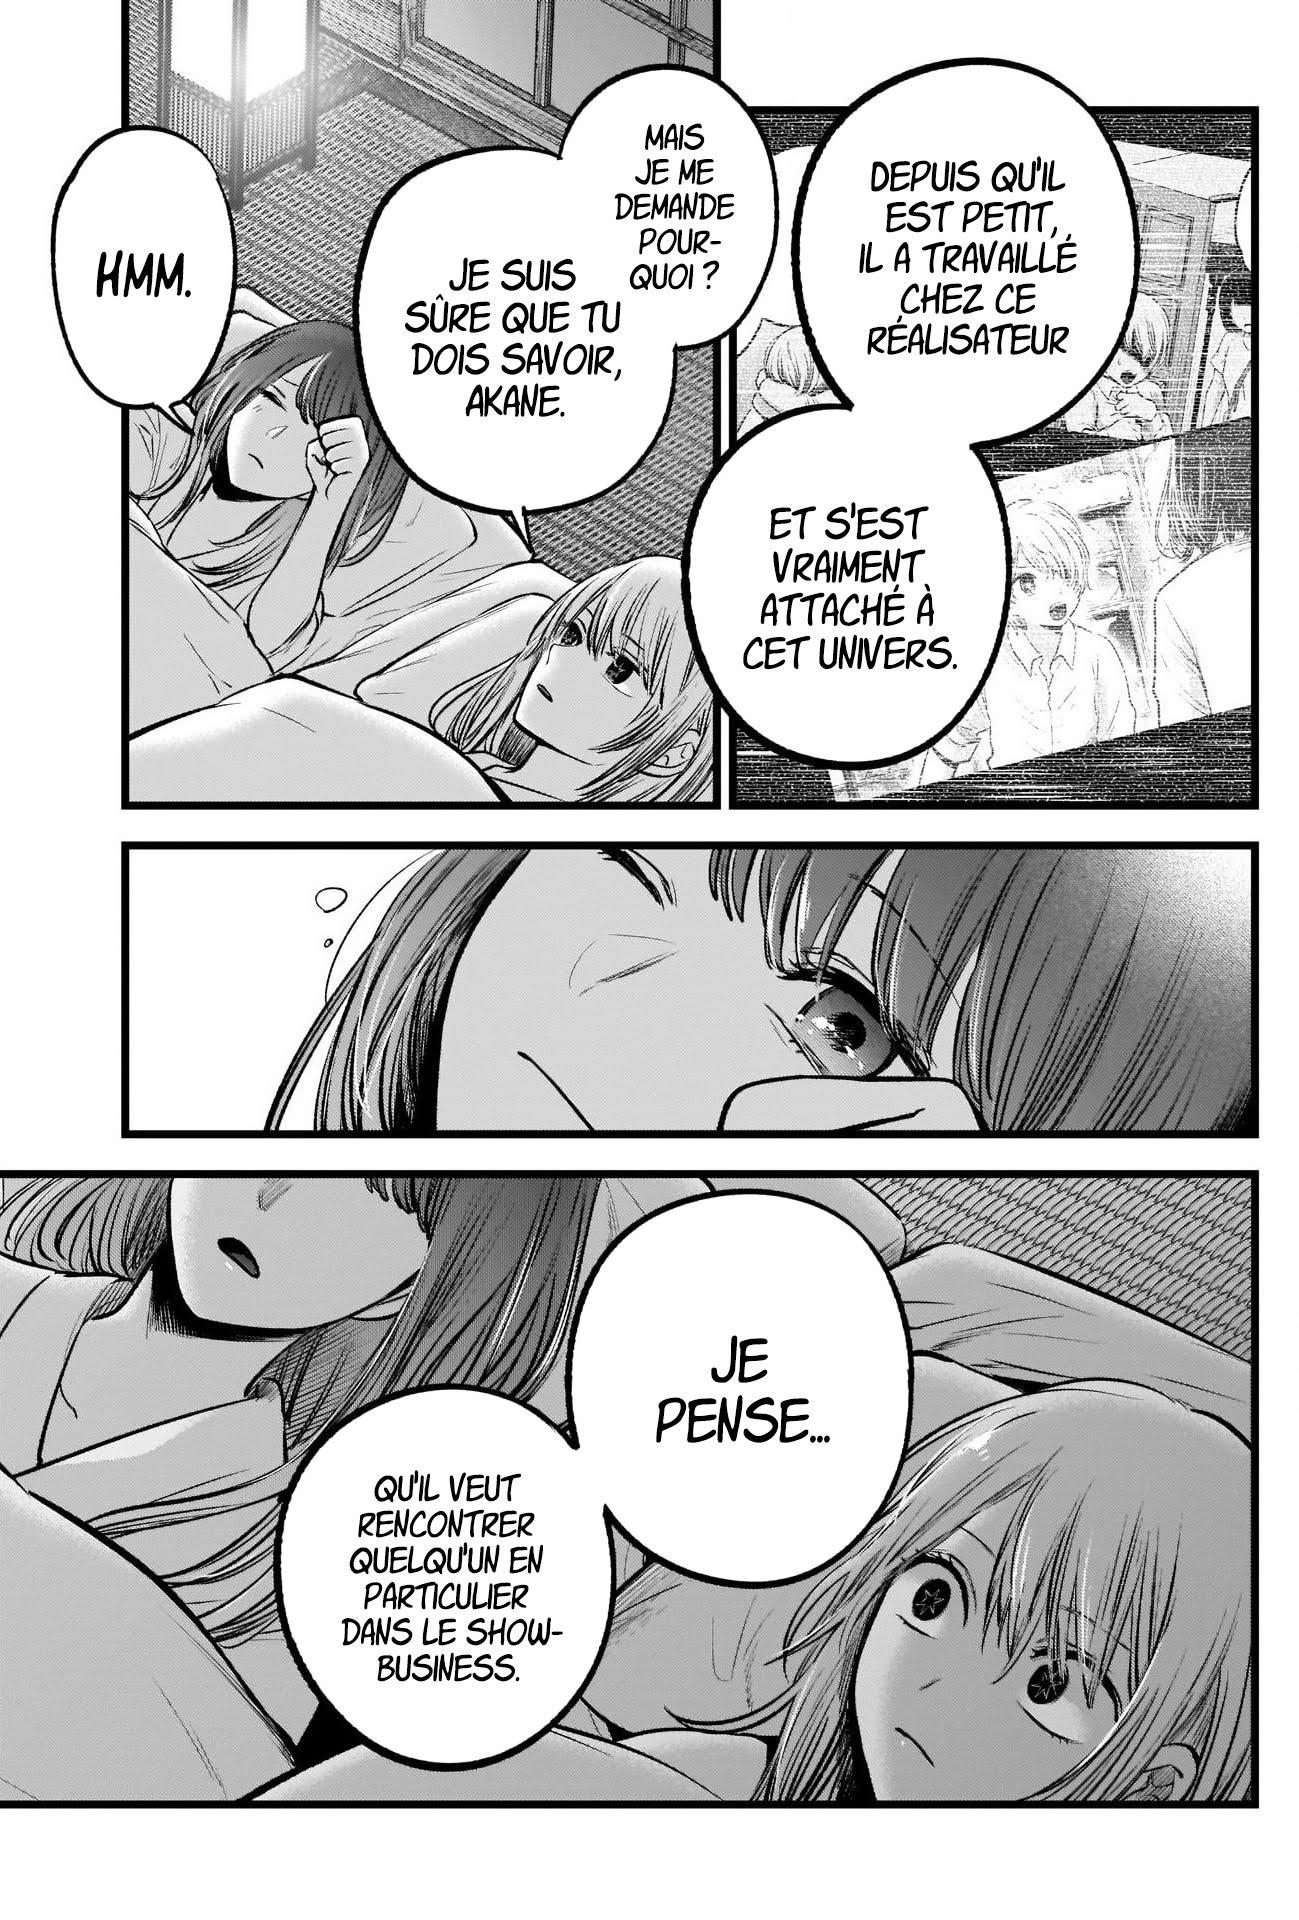 DEPUIS QU'IL
EST PETIT,
IL A TRAVAILLÉ
CHEZ CE
RÉALISATEUR
ET S'EST
VRAIMENT
ATTACHÉ À
CET UNIVERS.
MAIS
JE ME
DEMANDE
POUR-
QUOI ?
JE SUIS
SÛRE QUE TU
DOIS SAVOIR,
AKANE.
HMM.
JE
PENSE...
QU'IL VEUT
RENCONTRER
QUELQU'UN EN
PARTICULIER
DANS LE SHOW-
BUSINESS.